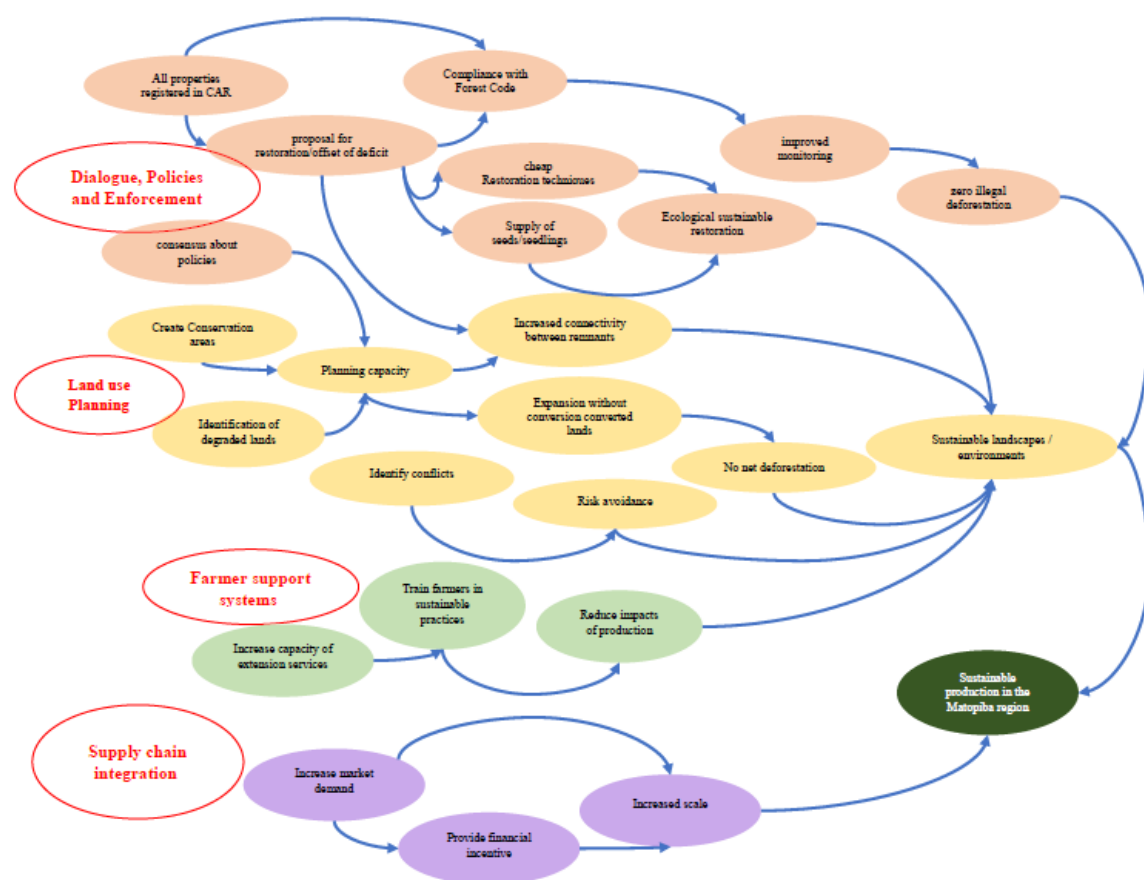 All properties
registered in CAR
Compliance with
Forest Code
proposal for
restoration/offset of deficit
improved
monitoring
cheap
Restoration techniques
zero illegal
deforestation
Dialogue, Policies
and Enforcement
Supply of
seeds/seedlings
Ecological sustainable
restoration
consensus about
policies
Create Conservation
areas
Increased connectivity
between remnants
Planning capacity
Land use
Planning
Identification of
degraded lands
Expansion without
conversion converted
lands
Sustainable landscapes /
environments
Identify conflicts
No net deforestation
Risk avoidance
Farmer support
systems
Train farmers in
sustainable
practices
Reduce impacts
of production
Increase capacity of
extension services
Sustainable
production in the
Matopiba region
Supply chain
integration
Increase market
demand
Increased scale
Provide financial
incentive